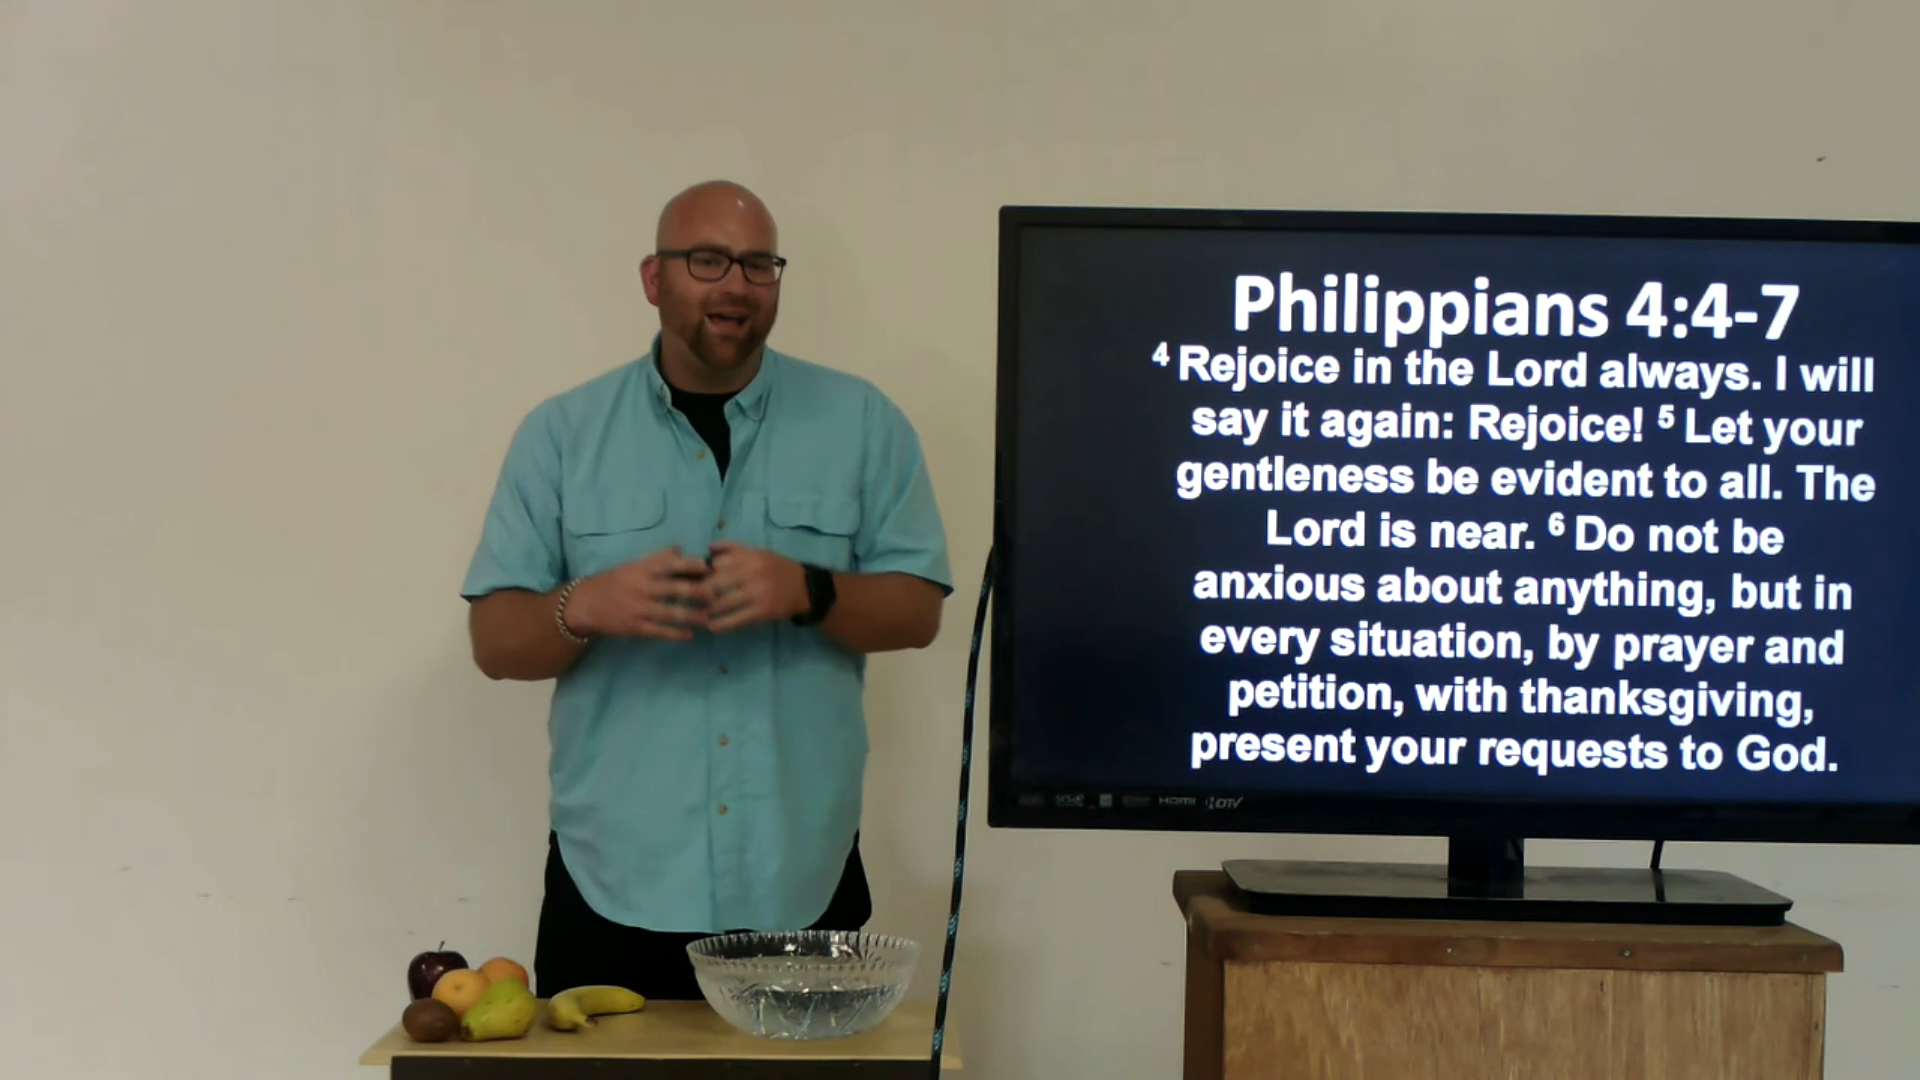 Philippians 4:4-7
4 Rejoice in the Lord always. I will
say it again: Rejoice! 5 Let your
gentleness be evident to all. The
Lord is near. 6 Do not be
anxious about anything, but in
every situation, by prayer and
petition, with thanksgiving,
present your requests to God.
HDMI HDTV